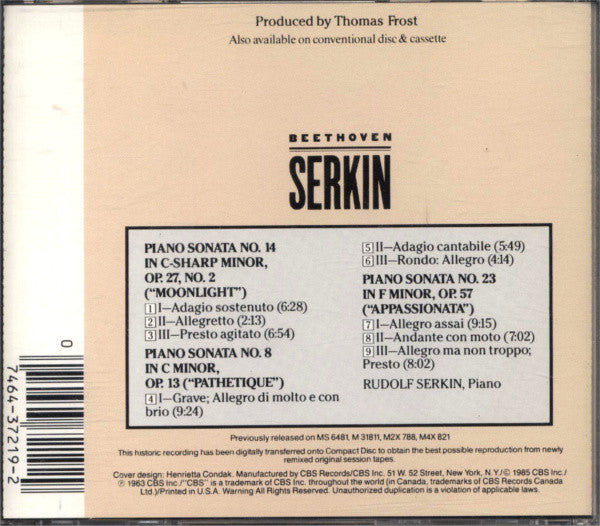 Produced by Thomas Frost
Also available on conventional disc & cassette
BEETHOVEN
SERKIN
PIANO SONATA NO. 14
IN C-SHARP MINOR,
OP. 27, NO. 2
("MOONLIGHT")
1 I—Adagio sostenuto (6:28)
2 II—Allegretto (2:13)
3 III—Presto agitato (6:54)
PIANO SONATA NO. 8
IN C MINOR,
OP. 13 ("PATHETIQUE")
4 I—Grave; Allegro di molto e con
brio (9:24)
5 II—Adagio cantabile (5:49)
6 III—Rondo: Allegro (4:14)
PIANO SONATA NO. 23
IN F MINOR, OP. 57
("APPASSIONATA")
7 I—Allegro assai (9:15)
8 II—Andante con moto (7:02)
9 III—Allegro ma non troppo;
Presto (8:02)
RUDOLF SERKIN, Piano
Previously released on MS 6481, M 31811, M2X 788, M4X 821
This historic recording has been digitally transferred onto Compact Disc to obtain the best possible reproduction from newly
remixed original session tapes.
Cover design: Henrietta Condak. Manufactured by CBS Records/CBS Inc. 51 W. 52 Street, New York, N.Y./© 1985 CBS Inc./
℗ 1963 CBS Inc./"CBS" is a trademark of CBS Inc. throughout the world (in Canada, trademarks of CBS Records Canada
Ltd.)/Printed in U.S.A. Warning All Rights Reserved. Unauthorized duplication is a violation of applicable laws.
0
7464-37219-2